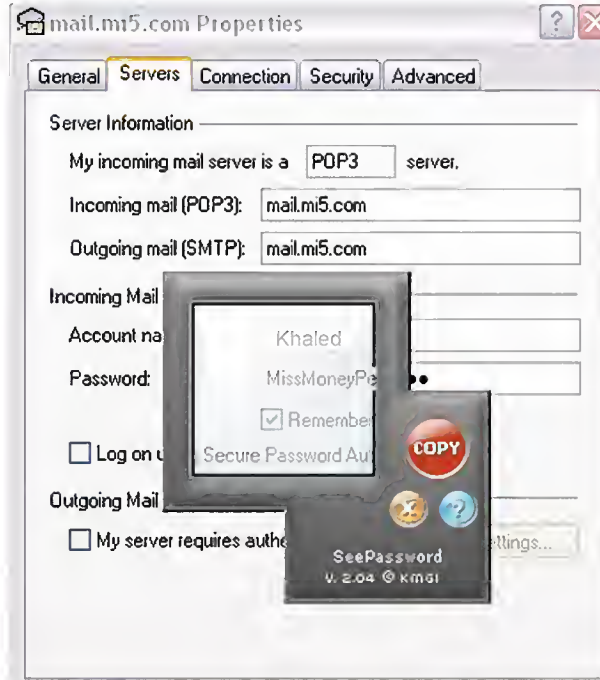 mail.mi5.com Properties
General Servers Connection Security Advanced
Server Information
My incoming mail server is a POP3 server.
Incoming mail (POP3): mail.mi5.com
Outgoing mail (SMTP): mail.mi5.com
Incoming Mail
Account na Khaled
Password: MissMoneyPe
Remember
Log on u Secure Password Au
COPY
Outgoing Mail
My server requires authe ttings...
SeePassword
V. 2.04 © KMGI